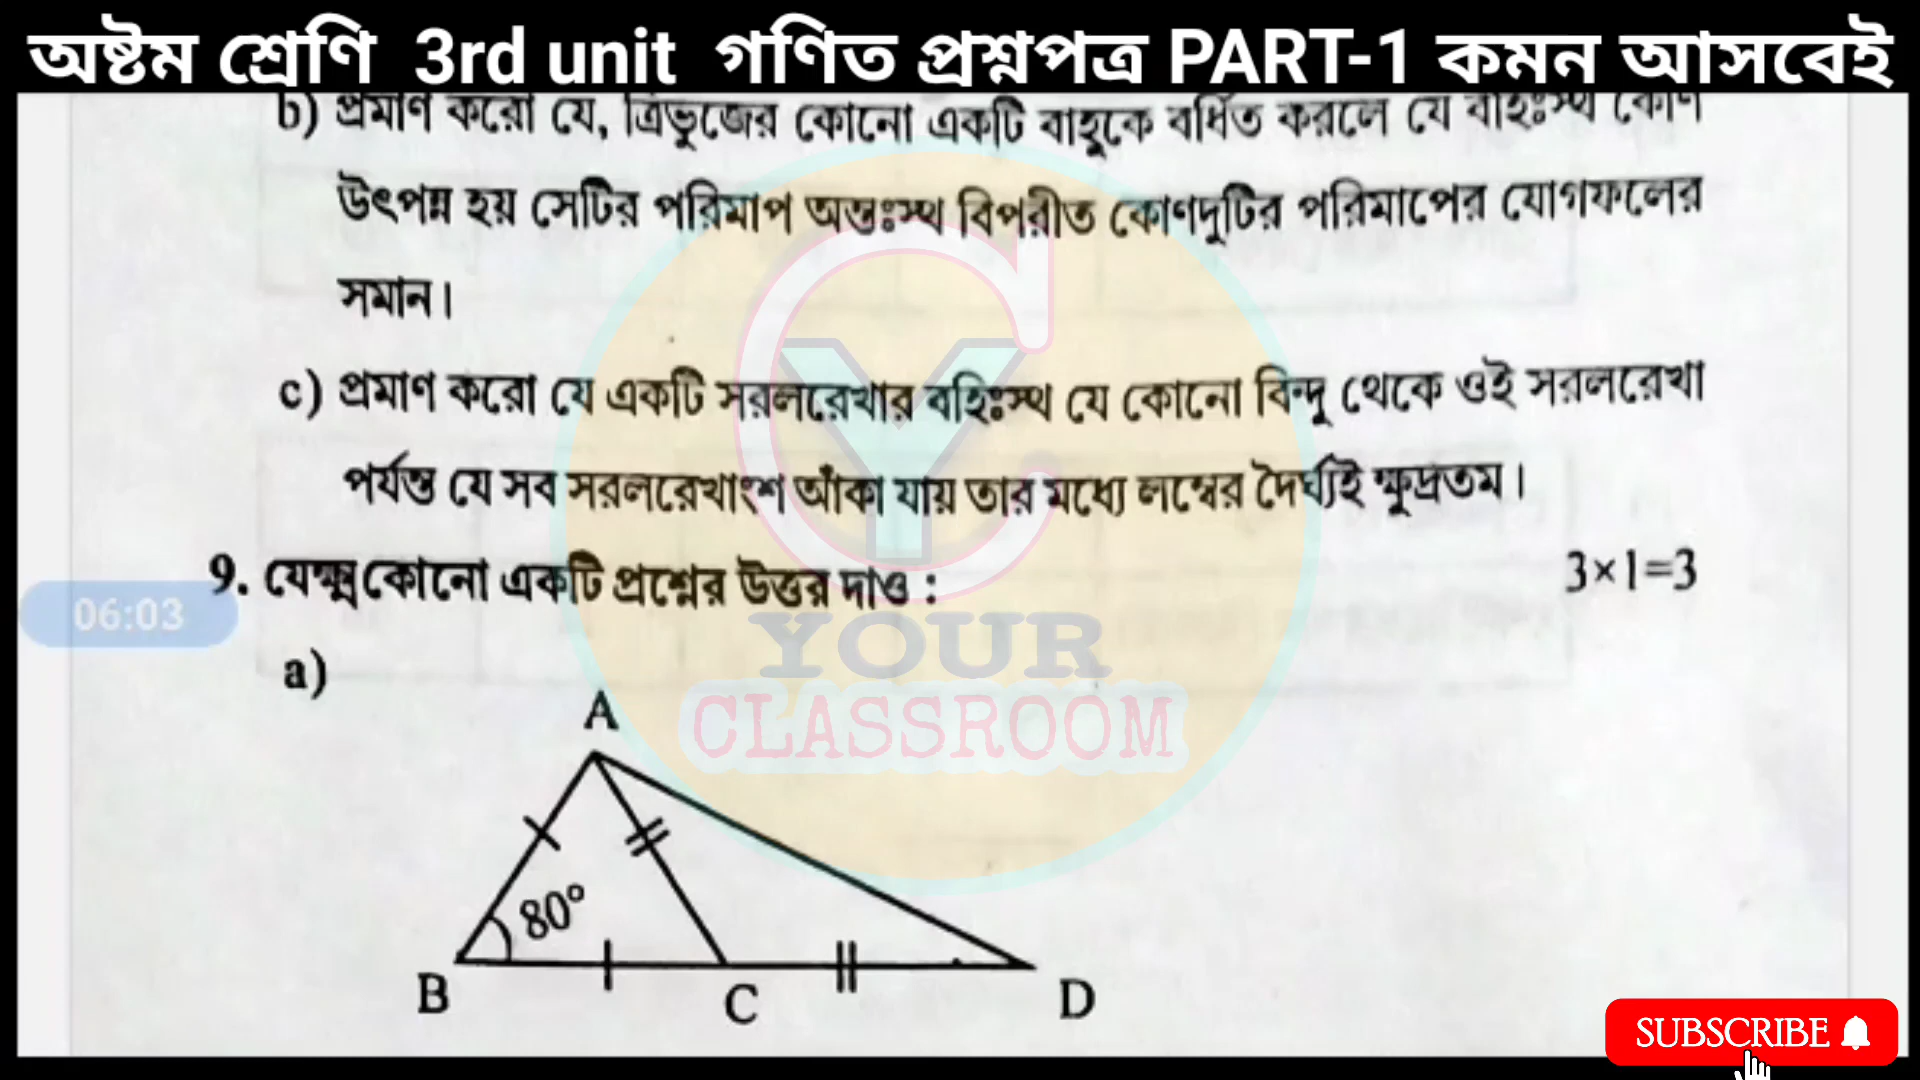 অষ্টম শ্রেণি 3rd unit গণিত প্রশ্নপত্র PART-1 কমন আসবেই
b) প্রমাণ করো যে, ত্রিভুজের কোনো একটি বাহুকে বর্ধিত করলে যে বহিঃস্থ কোণ
উৎপন্ন হয় সেটির পরিমাপ অন্তঃস্থ বিপরীত কোণদুটির পরিমাপের যোগফলের
সমান।
c) প্রমাণ করো যে একটি সরলরেখার বহিঃস্থ যে কোনো বিন্দু থেকে ওই সরলরেখা
পর্যন্ত যে সব সরলরেখাংশ আঁকা যায় তার মধ্যে লম্বের দৈর্ঘ্যই ক্ষুদ্রতম।
9. কোনো একটি প্রশ্নের উত্তর দাও : 3×1=3
06:03
YOUR
CLASSROOM
a)
A
80°
B C D
SUBSCRIBE